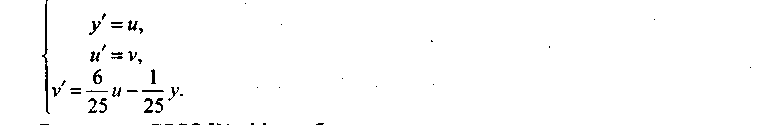 y′ = u,
u′ = v,
v′ = 6/25 u − 1/25 y.